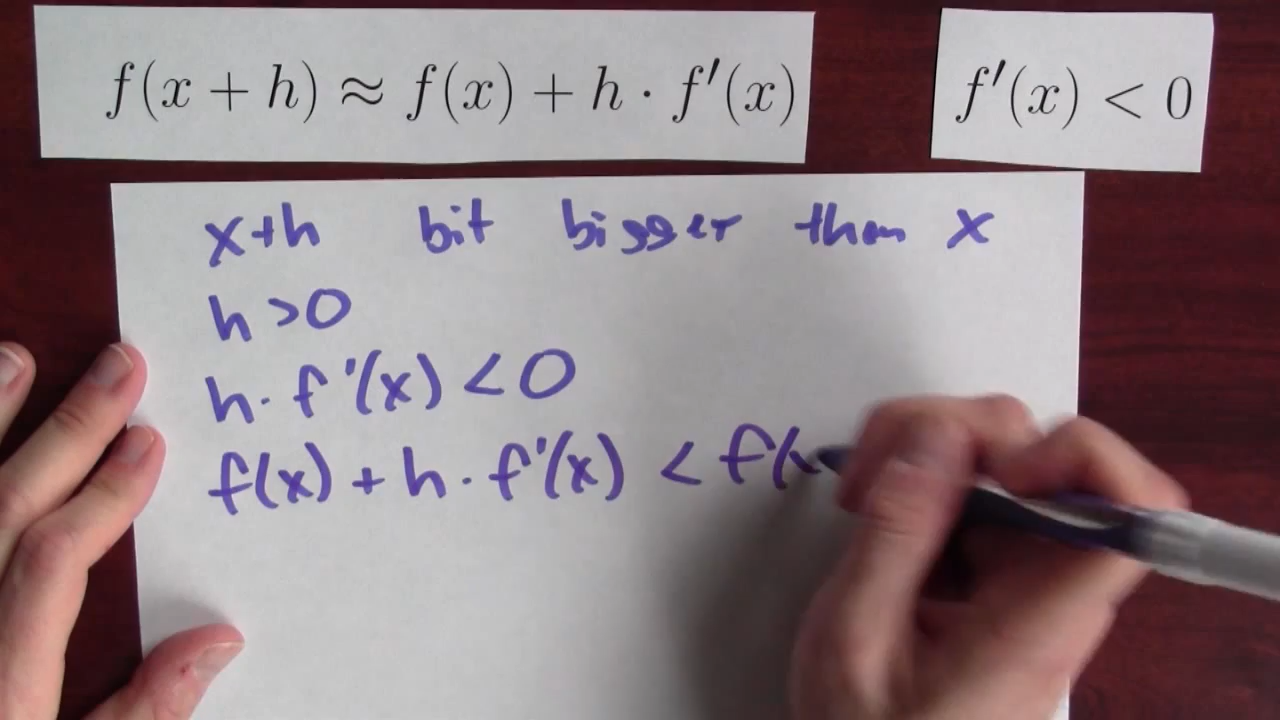 f(x + h) ≈ f(x) + h · f′(x)
f′(x) < 0
x+h bit bigger than x
h >0
h · f'(x) < 0
f(x) + h · f'(x) < f(x